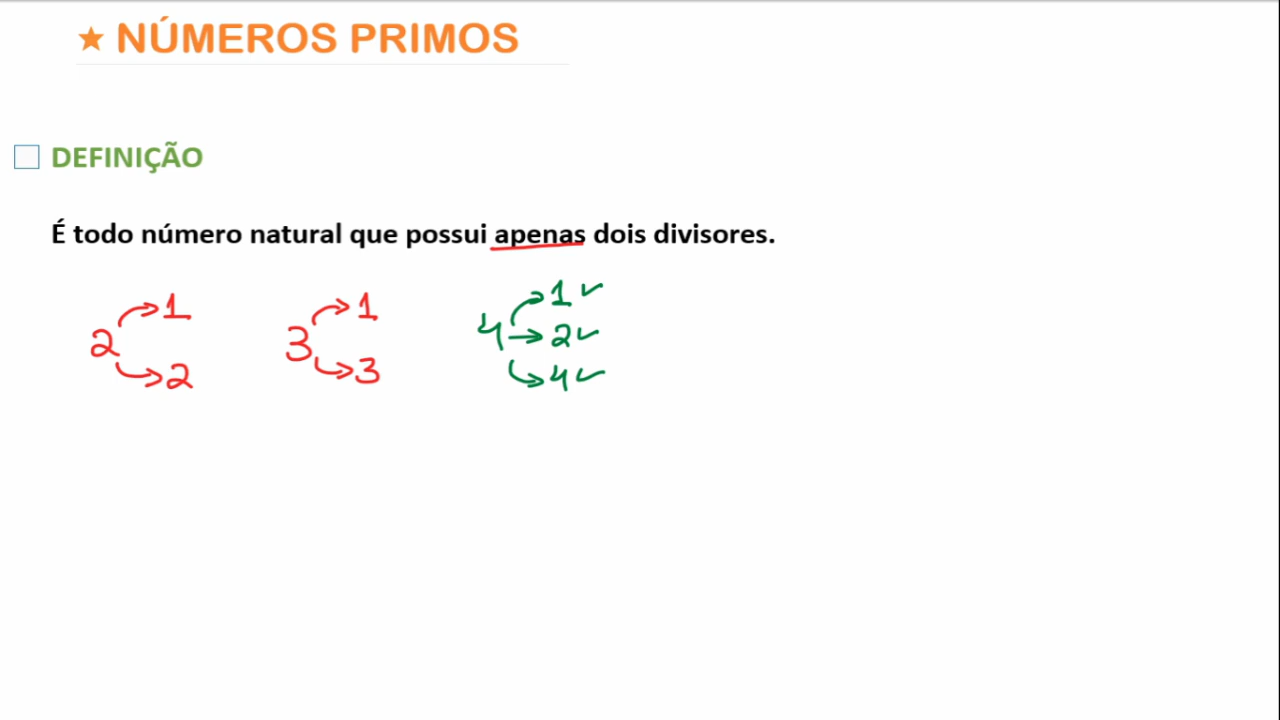 ★ NÚMEROS PRIMOS
DEFINIÇÃO
É todo número natural que possui apenas dois divisores.
2 → 1
→ 2
3 → 1
→ 3
4 → 1 ✓
→ 2 ✓
→ 4 ✓